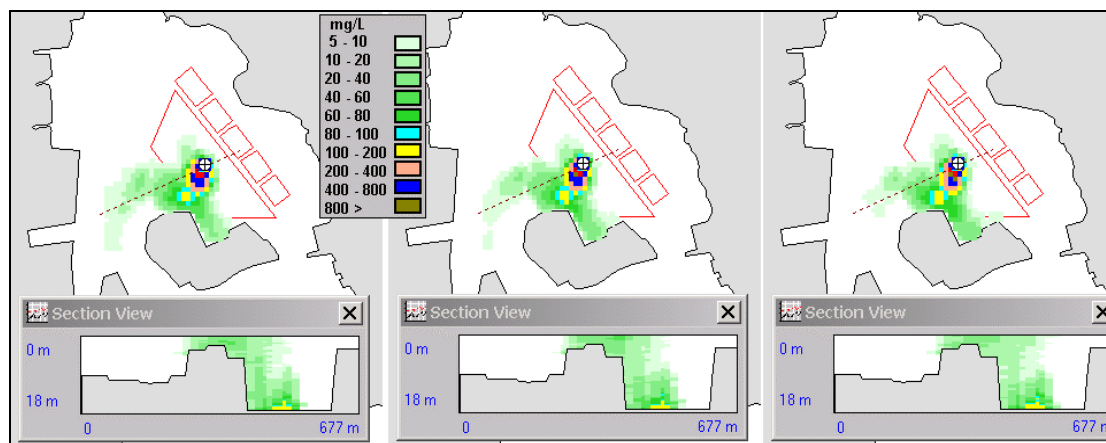 mg/L
5 - 10
10 - 20
20 - 40
40 - 60
60 - 80
80 - 100
100 - 200
200 - 400
400 - 800
800 >
Section View
0 m
18 m
0
677 m
Section View
0 m
18 m
0
677 m
Section View
0 m
18 m
0
677 m